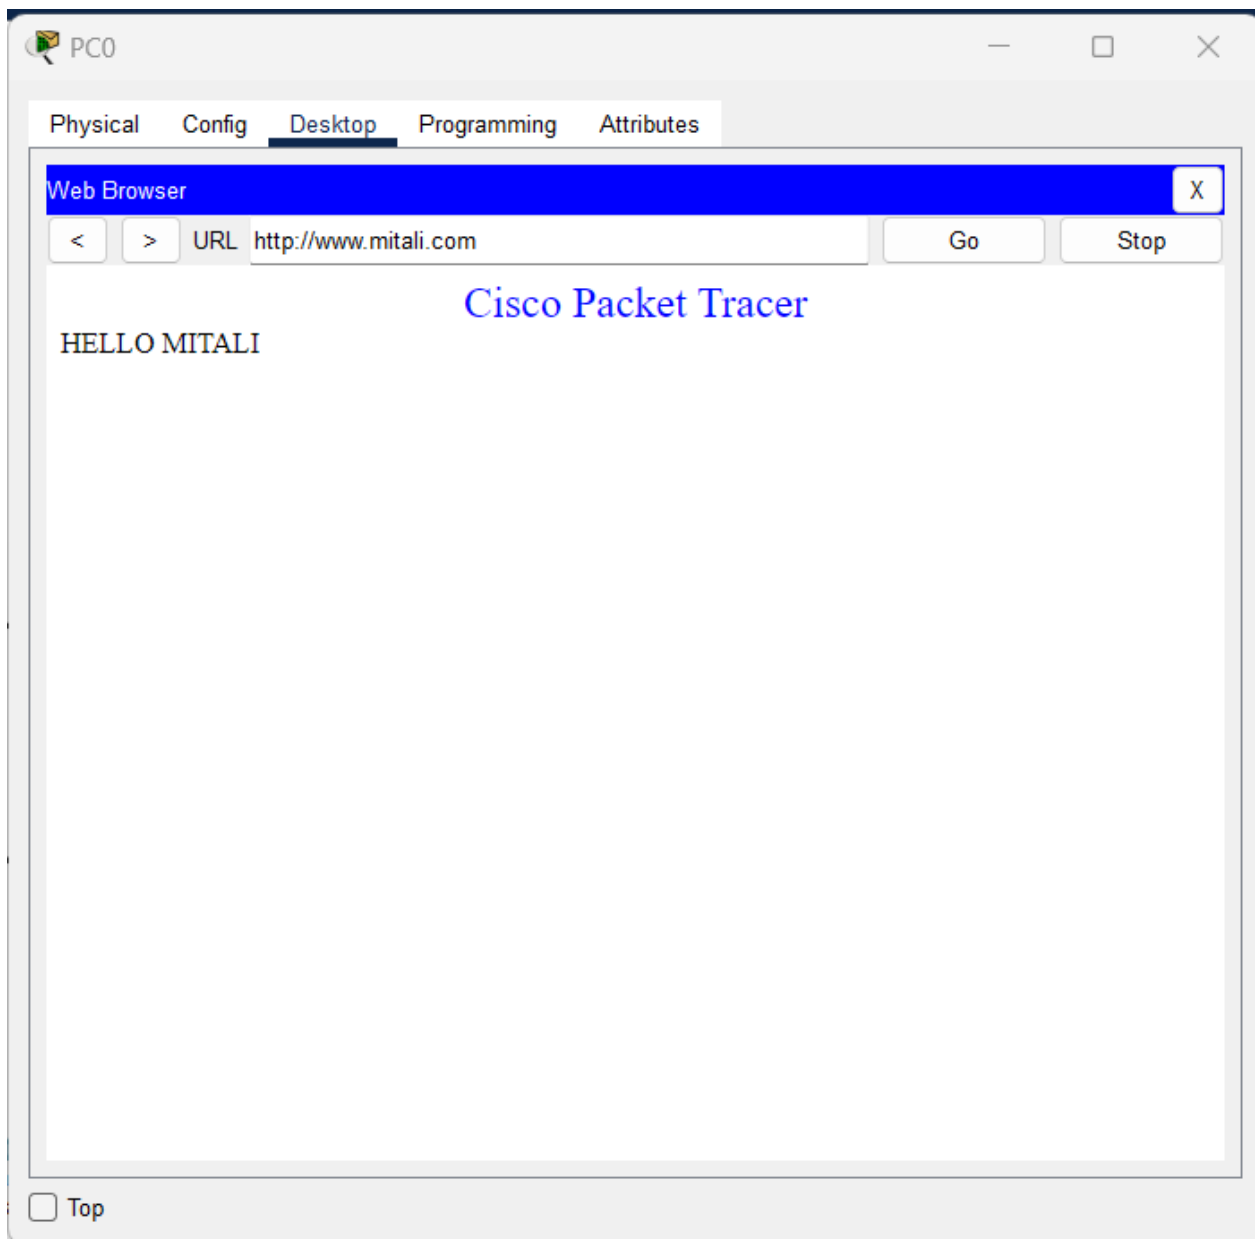 PC0
Physical Config Desktop Programming Attributes
Web Browser X
< > URL http://www.mitali.com Go Stop
Cisco Packet Tracer
HELLO MITALI
Top